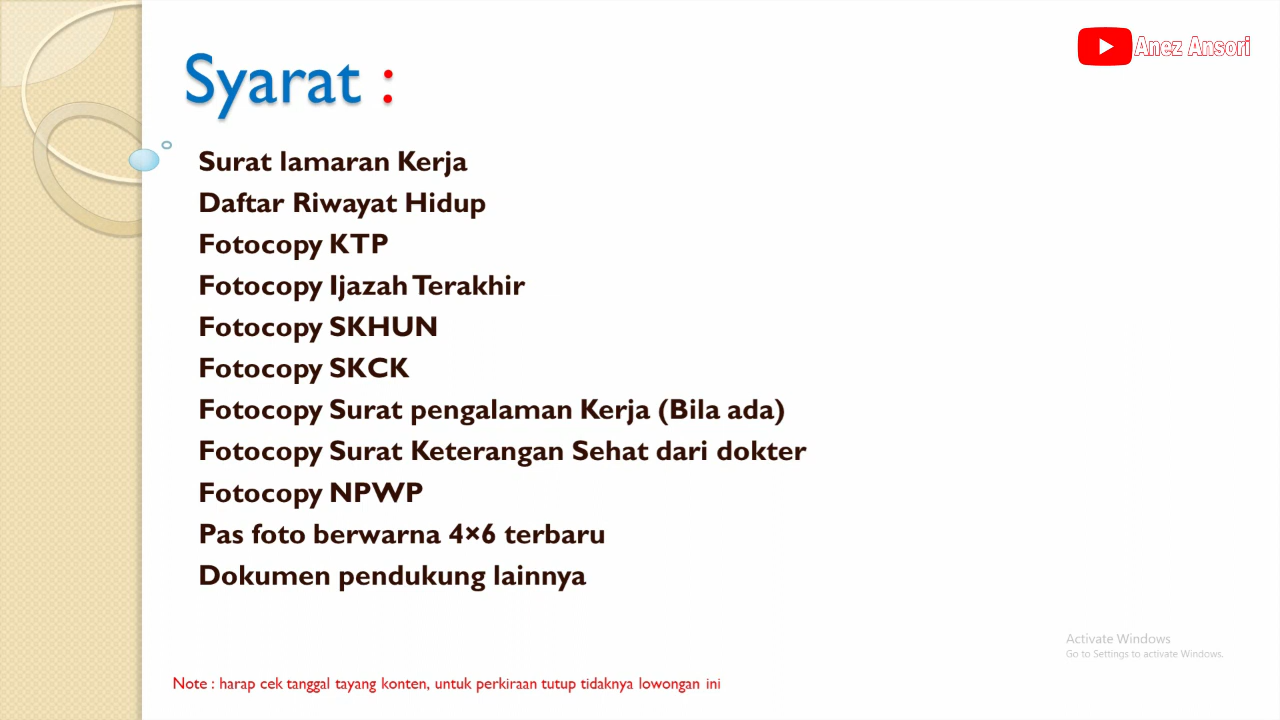 Anez Ansori
Syarat :
Surat lamaran Kerja
Daftar Riwayat Hidup
Fotocopy KTP
Fotocopy Ijazah Terakhir
Fotocopy SKHUN
Fotocopy SKCK
Fotocopy Surat pengalaman Kerja (Bila ada)
Fotocopy Surat Keterangan Sehat dari dokter
Fotocopy NPWP
Pas foto berwarna 4×6 terbaru
Dokumen pendukung lainnya
Activate Windows
Go to Settings to activate Windows.
Note : harap cek tanggal tayang konten, untuk perkiraan tutup tidaknya lowongan ini